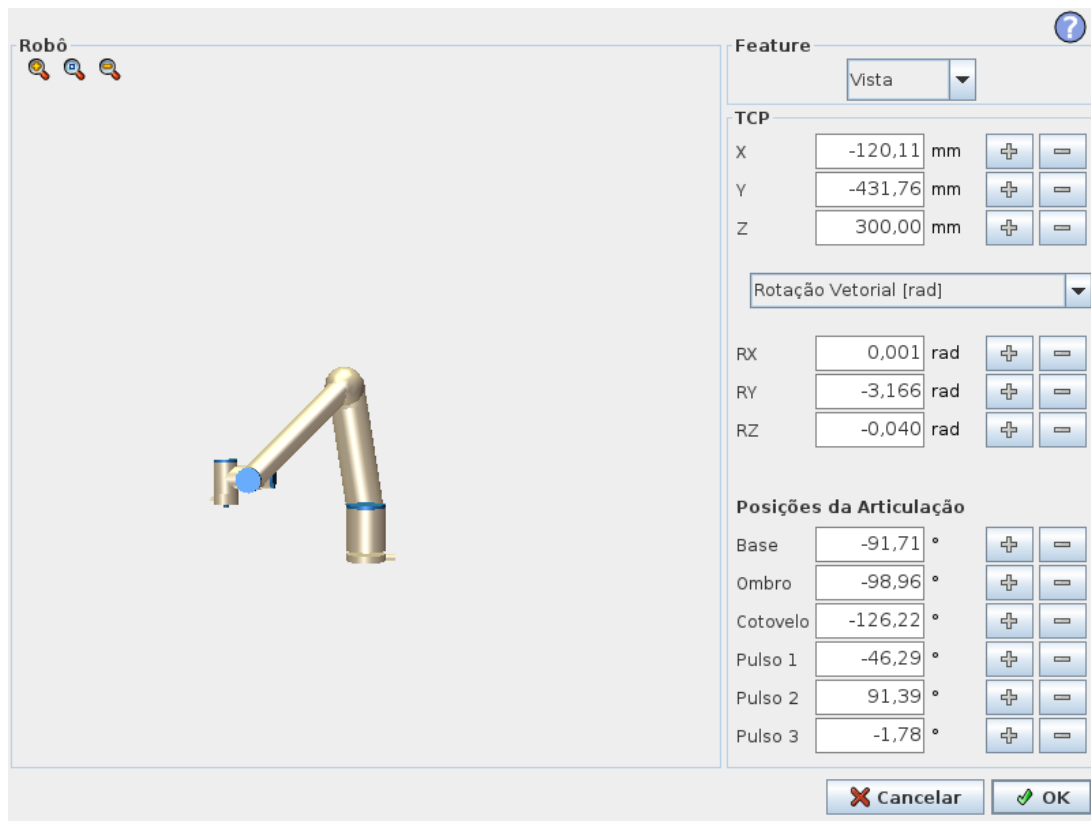 Robô
?
Feature
Vista
TCP
X -120,11 mm
Y -431,76 mm
Z 300,00 mm
Rotação Vetorial [rad]
RX 0,001 rad
RY -3,166 rad
RZ -0,040 rad
Posições da Articulação
Base -91,71 °
Ombro -98,96 °
Cotovelo -126,22 °
Pulso 1 -46,29 °
Pulso 2 91,39 °
Pulso 3 -1,78 °
Cancelar OK